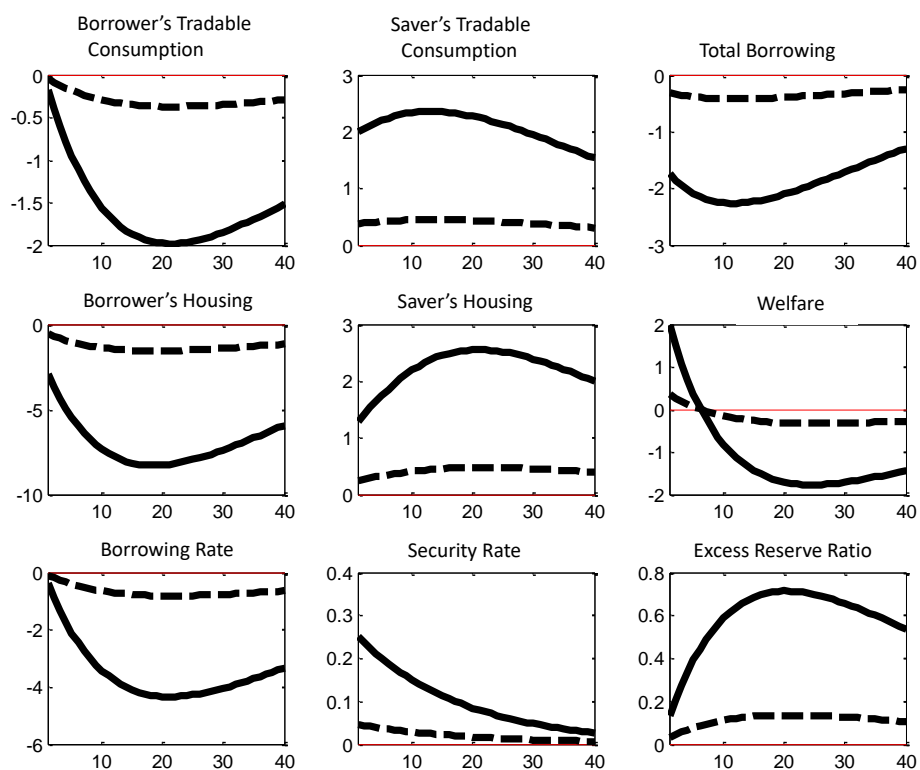 Borrower’s Tradable
Consumption
Saver’s Tradable
Consumption
Total Borrowing
0
-0.5
-1
-1.5
-2
10 20 30 40
3
2
1
0
10 20 30 40
0
-1
-2
-3
10 20 30 40
Borrower’s Housing
Saver’s Housing
Welfare
0
-5
-10
10 20 30 40
3
2
1
0
10 20 30 40
2
1
0
-1
-2
10 20 30 40
Borrowing Rate
Security Rate
Excess Reserve Ratio
0
-2
-4
-6
10 20 30 40
0.4
0.3
0.2
0.1
0
10 20 30 40
0.8
0.6
0.4
0.2
0
10 20 30 40